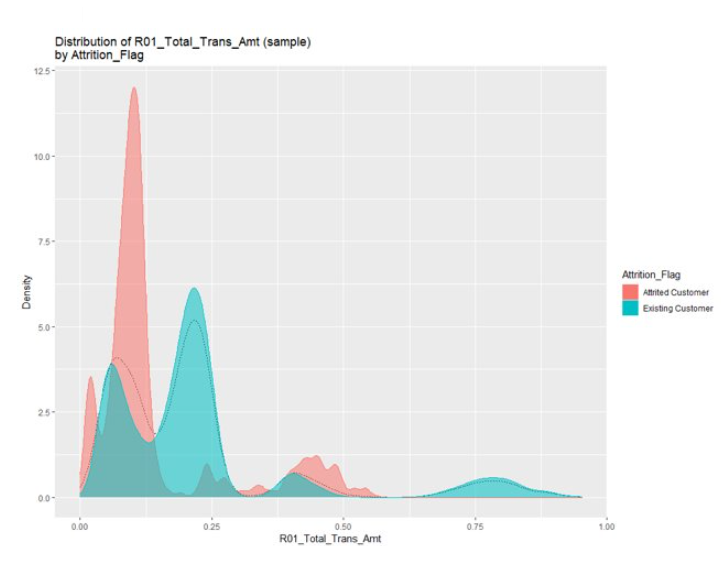 Distribution of R01_Total_Trans_Amt (sample)
by Attrition_Flag
12.5
10.0
7.5
5.0
2.5
0.0
Density
0.00
0.25
0.50
0.75
1.00
R01_Total_Trans_Amt
Attrition_Flag
Attrited Customer
Existing Customer